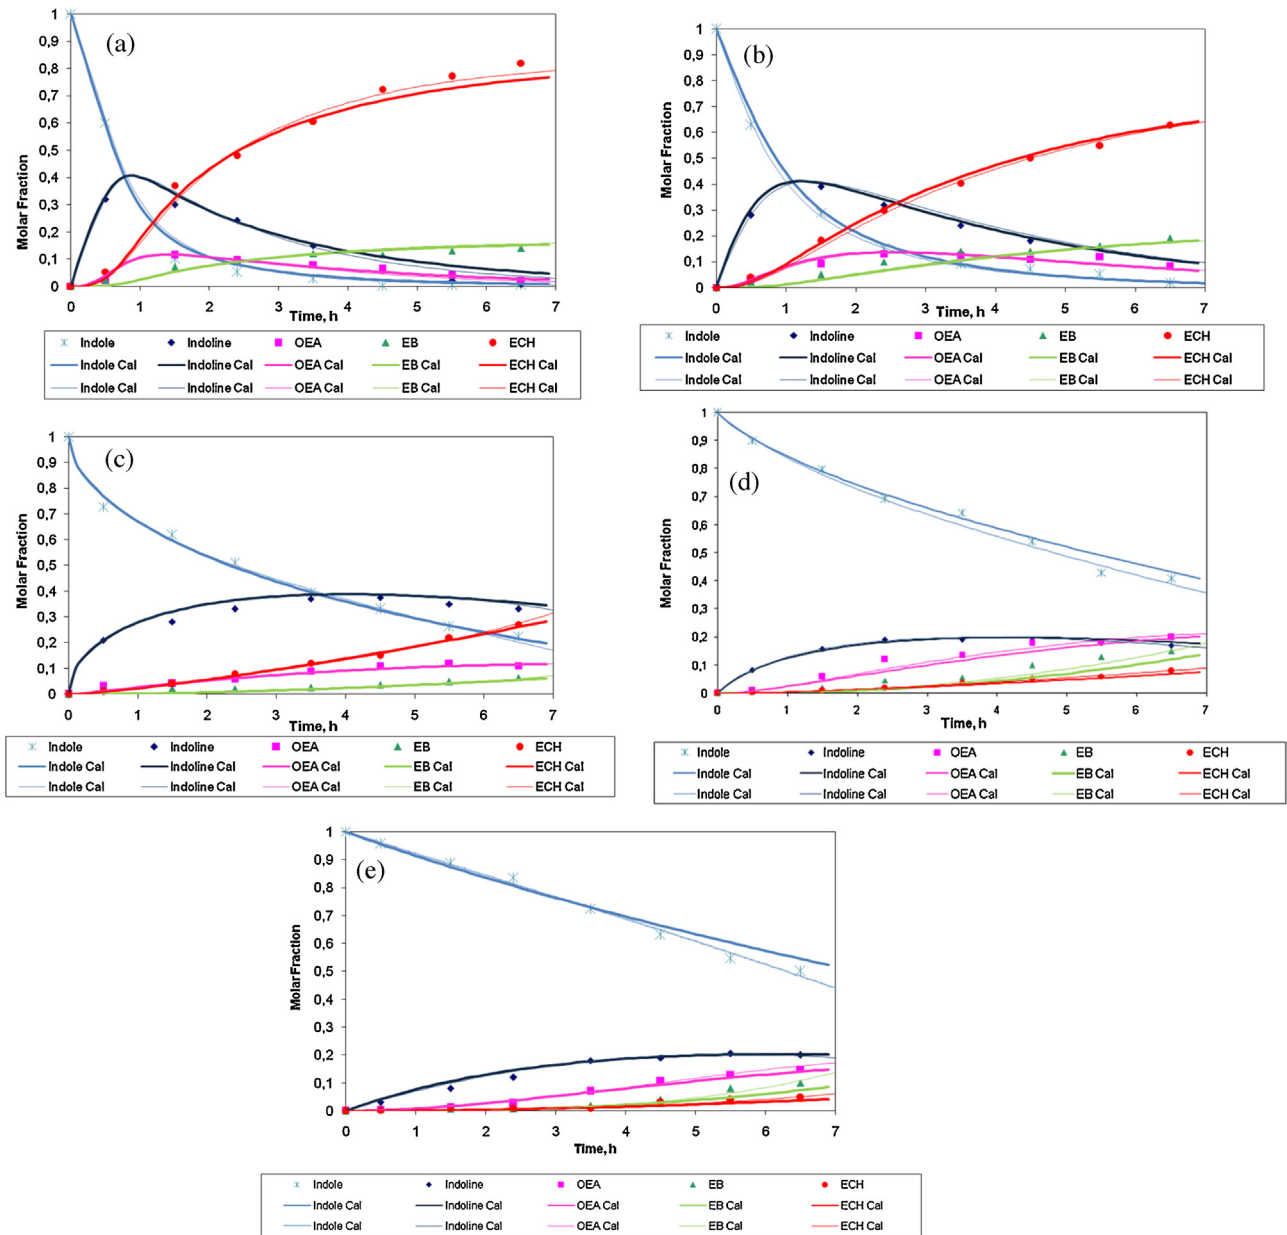 (a)
1
0,9
0,8
0,7
0,6
0,5
0,4
0,3
0,2
0,1
0
Molar Fraction
0 1 2 3 4 5 6 7
Time, h
Indole Indoline OEA EB ECH
Indole Cal Indoline Cal OEA Cal EB Cal ECH Cal
Indole Cal Indoline Cal OEA Cal EB Cal ECH Cal
(b)
1
0,9
0,8
0,7
0,6
0,5
0,4
0,3
0,2
0,1
0
Molar Fraction
0 1 2 3 4 5 6 7
Time, h
Indole Indoline OEA EB ECH
Indole Cal Indoline Cal OEA Cal EB Cal ECH Cal
Indole Cal Indoline Cal OEA Cal EB Cal ECH Cal
(c)
1
0,9
0,8
0,7
0,6
0,5
0,4
0,3
0,2
0,1
0
Molar Fraction
0 1 2 3 4 5 6 7
Time, h
Indole Indoline OEA EB ECH
Indole Cal Indoline Cal OEA Cal EB Cal ECH Cal
Indole Cal Indoline Cal OEA Cal EB Cal ECH Cal
(d)
1
0,9
0,8
0,7
0,6
0,5
0,4
0,3
0,2
0,1
0
Molar Fraction
0 1 2 3 4 5 6 7
Time, h
Indole Indoline OEA EB ECH
Indole Cal Indoline Cal OEA Cal EB Cal ECH Cal
Indole Cal Indoline Cal OEA Cal EB Cal ECH Cal
(e)
1
0,9
0,8
0,7
0,6
0,5
0,4
0,3
0,2
0,1
0
Molar Fraction
0 1 2 3 4 5 6 7
Time, h
Indole Indoline OEA EB ECH
Indole Cal Indoline Cal OEA Cal EB Cal ECH Cal
Indole Cal Indoline Cal OEA Cal EB Cal ECH Cal